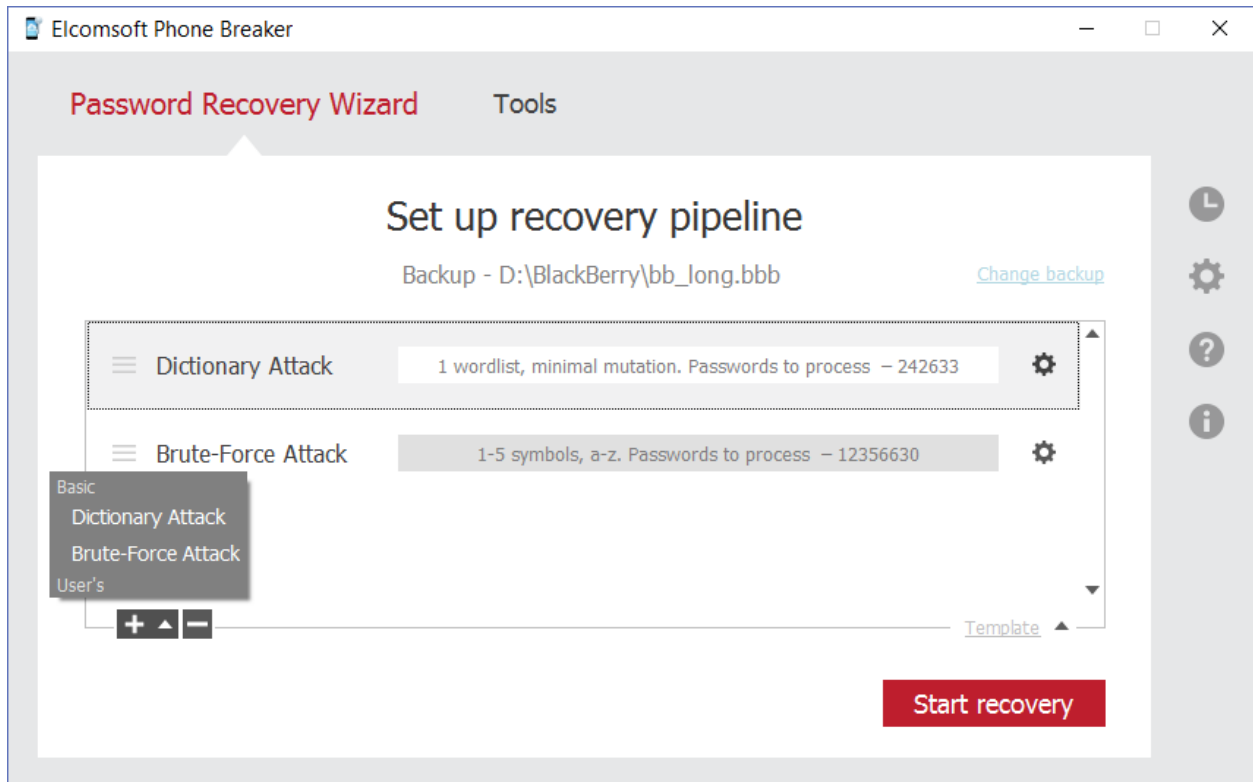 Elcomsoft Phone Breaker
Password Recovery Wizard Tools
Set up recovery pipeline
Backup - D:\BlackBerry\bb_long.bbb Change backup
Dictionary Attack 1 wordlist, minimal mutation. Passwords to process – 242633
Brute-Force Attack 1-5 symbols, a-z. Passwords to process – 12356630
Basic
Dictionary Attack
Brute-Force Attack
User's
Template
Start recovery